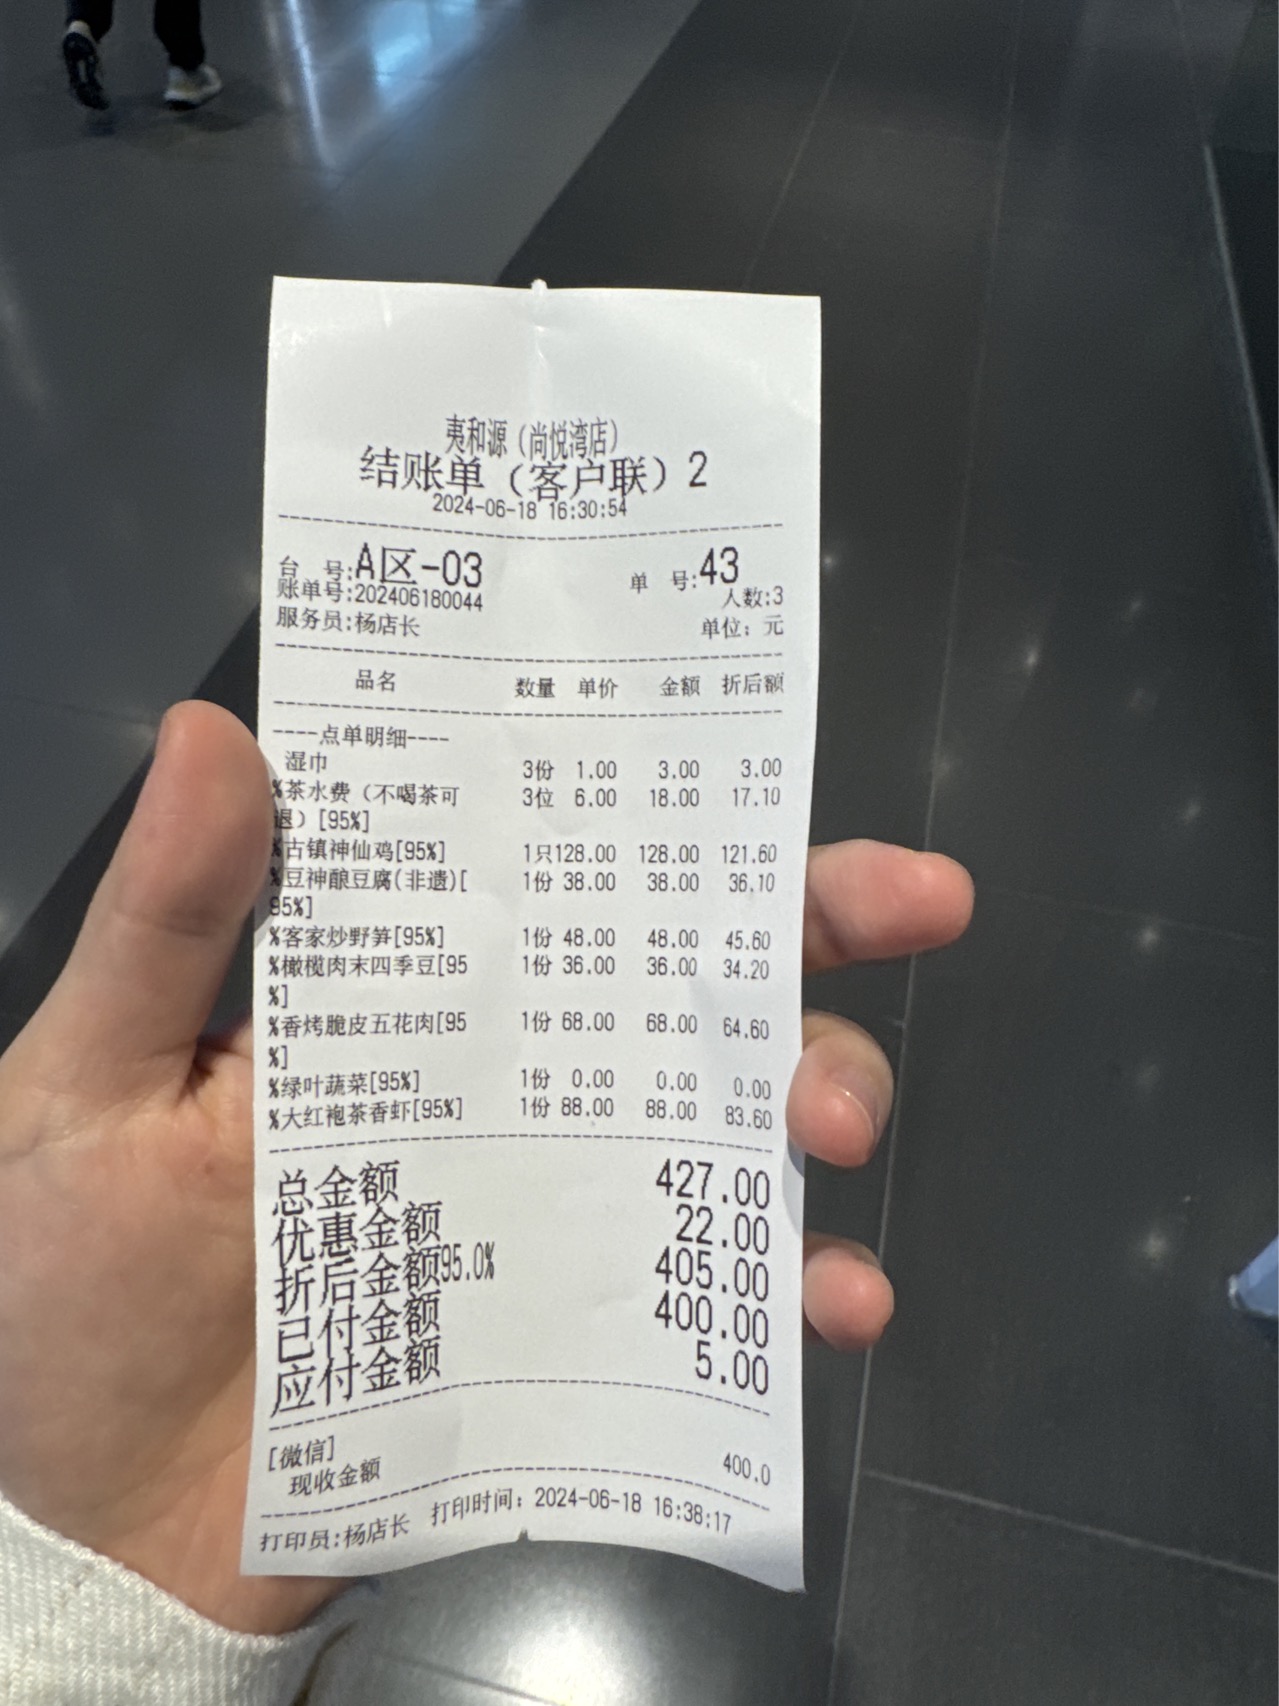 夷和源（尚悦湾店）
结账单（客户联）2
2024-06-18 16:30:54
台 号:A区-03 单 号:43
账单号:202406180044 人数:3
服务员:杨店长 单位：元
品名 数量 单价 金额 折后额
----点单明细----
湿巾 3份 1.00 3.00 3.00
%茶水费（不喝茶可 3位 6.00 18.00 17.10
退）[95%]
%古镇神仙鸡[95%] 1只128.00 128.00 121.60
%豆神酿豆腐(非遗)[ 1份 38.00 38.00 36.10
95%]
%客家炒野笋[95%] 1份 48.00 48.00 45.60
%橄榄肉末四季豆[95 1份 36.00 36.00 34.20
%]
%香烤脆皮五花肉[95 1份 68.00 68.00 64.60
%]
%绿叶蔬菜[95%] 1份 0.00 0.00 0.00
%大红袍茶香虾[95%] 1份 88.00 88.00 83.60
总金额 427.00
优惠金额 22.00
折后金额95.0% 405.00
已付金额 400.00
应付金额 5.00
[微信]
现收金额 400.0
打印员:杨店长 打印时间：2024-06-18 16:38:17